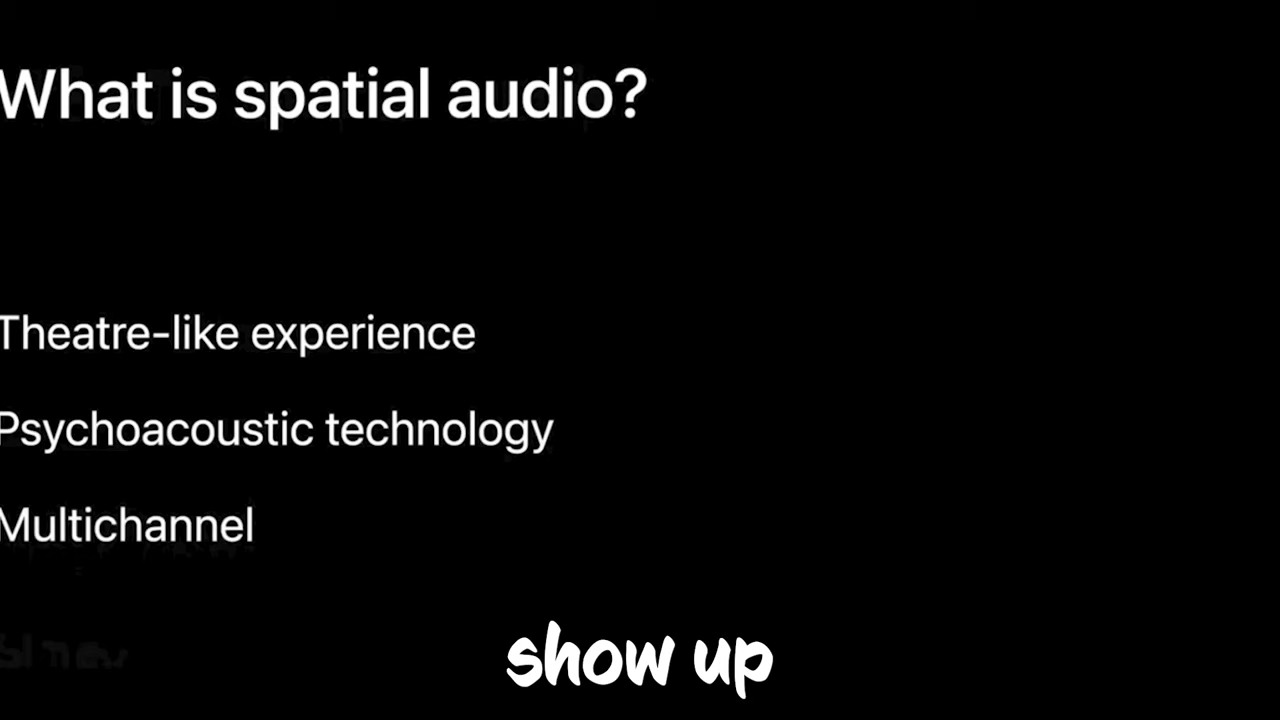 What is spatial audio?
Theatre-like experience
Psychoacoustic technology
Multichannel
show up